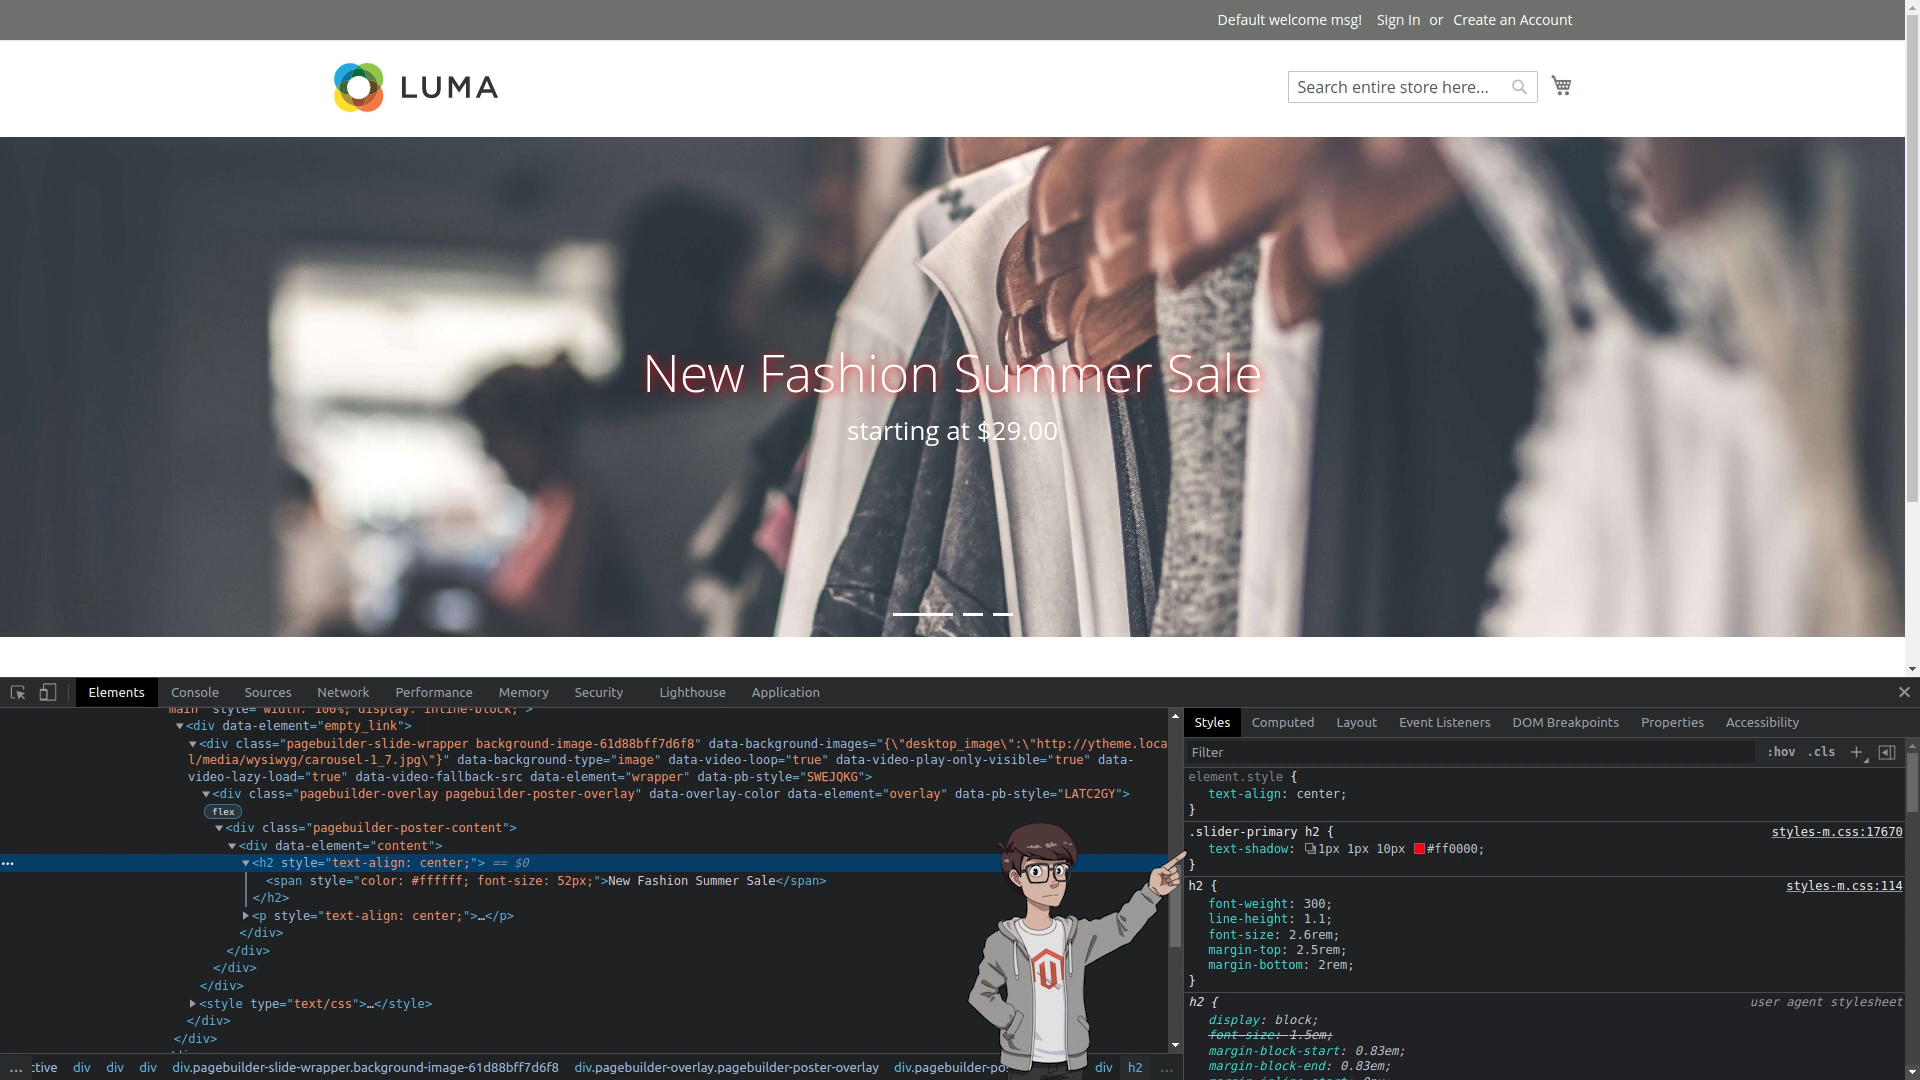 Default welcome msg! Sign In or Create an Account
LUMA
Search entire store here...
New Fashion Summer Sale
starting at $29.00
Elements Console Sources Network Performance Memory Security Lighthouse Application
main" style="width: 100%; display: inline-block;">
<div data-element="empty_link">
<div class="pagebuilder-slide-wrapper background-image-61d88bff7d6f8" data-background-images="{\"desktop_image\":\"http://ytheme.loca
l/media/wysiwyg/carousel-1_7.jpg\"}" data-background-type="image" data-video-loop="true" data-video-play-only-visible="true" data-
video-lazy-load="true" data-video-fallback-src data-element="wrapper" data-pb-style="SWEJQKG">
<div class="pagebuilder-overlay pagebuilder-poster-overlay" data-overlay-color data-element="overlay" data-pb-style="LATC2GY">
flex
<div class="pagebuilder-poster-content">
<div data-element="content">
<h2 style="text-align: center;"> == $0
<span style="color: #ffffff; font-size: 52px;">New Fashion Summer Sale</span>
</h2>
<p style="text-align: center;">…</p>
</div>
</div>
</div>
</div>
<style type="text/css">…</style>
</div>
</div>
... ctive div div div div.pagebuilder-slide-wrapper.background-image-61d88bff7d6f8 div.pagebuilder-overlay.pagebuilder-poster-overlay div.pagebuilder-po div h2 ...
Styles Computed Layout Event Listeners DOM Breakpoints Properties Accessibility
Filter :hov .cls +
element.style {
text-align: center;
}
.slider-primary h2 { styles-m.css:17670
text-shadow: 1px 1px 10px #ff0000;
}
h2 { styles-m.css:114
font-weight: 300;
line-height: 1.1;
font-size: 2.6rem;
margin-top: 2.5rem;
margin-bottom: 2rem;
}
h2 { user agent stylesheet
display: block;
font-size: 1.5em;
margin-block-start: 0.83em;
margin-block-end: 0.83em;